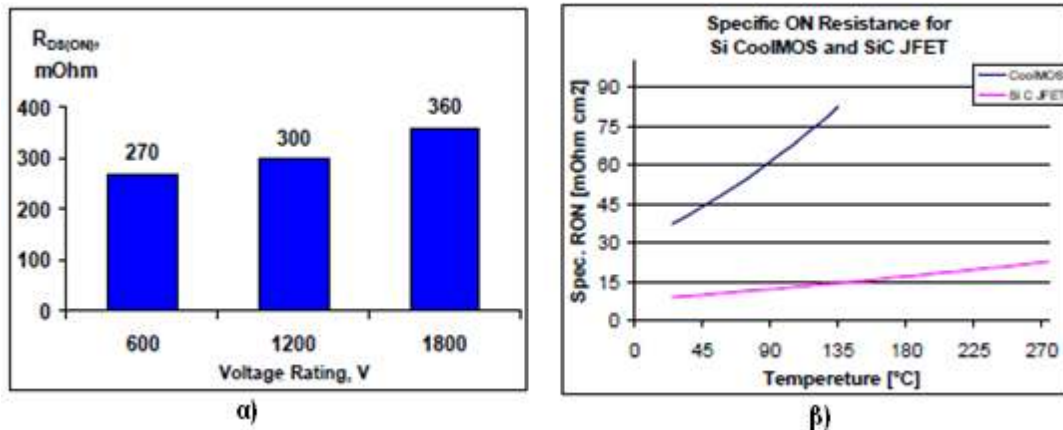 R_DS(ON),
mOhm
400
300
200
100
0
270
300
360
600
1200
1800
Voltage Rating, V
α)
Specific ON Resistance for
Si CoolMOS and SiC JFET
CoolMOS
Si C JFET
Spec. RON [mOhm cm2]
90
75
60
45
30
15
0
0
45
90
135
180
225
270
Tempereture [°C]
β)